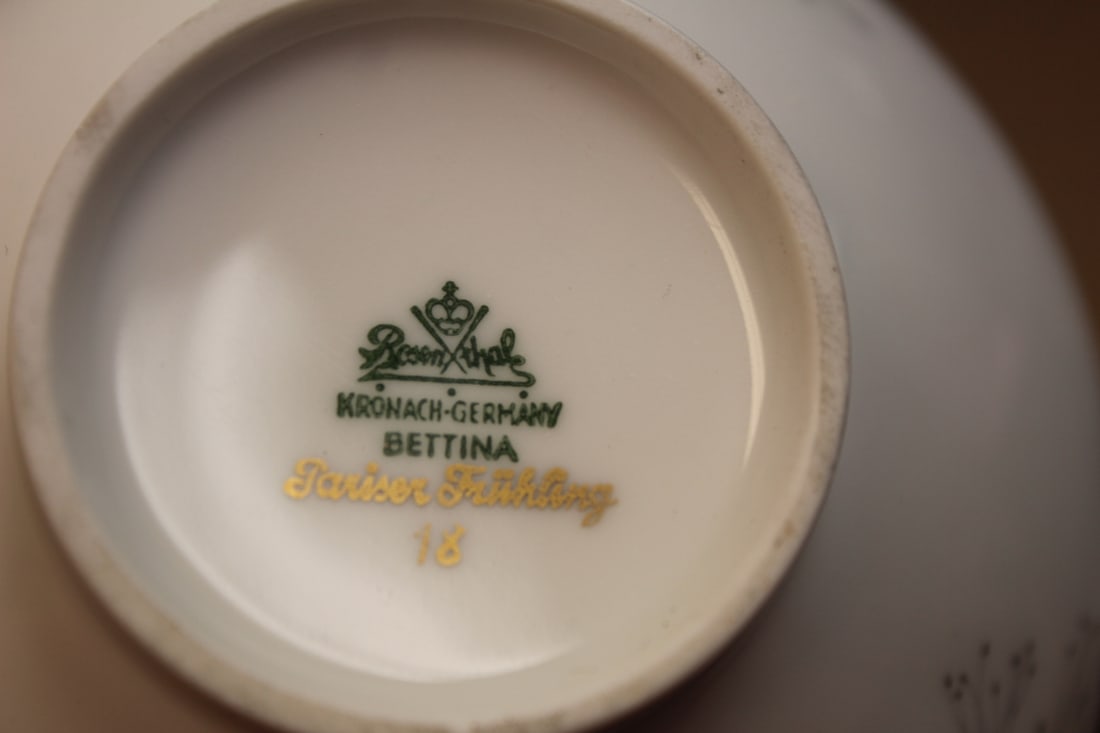 Rosenthal
KRONACH-GERMANY
BETTINA
Pariser Frühling
18